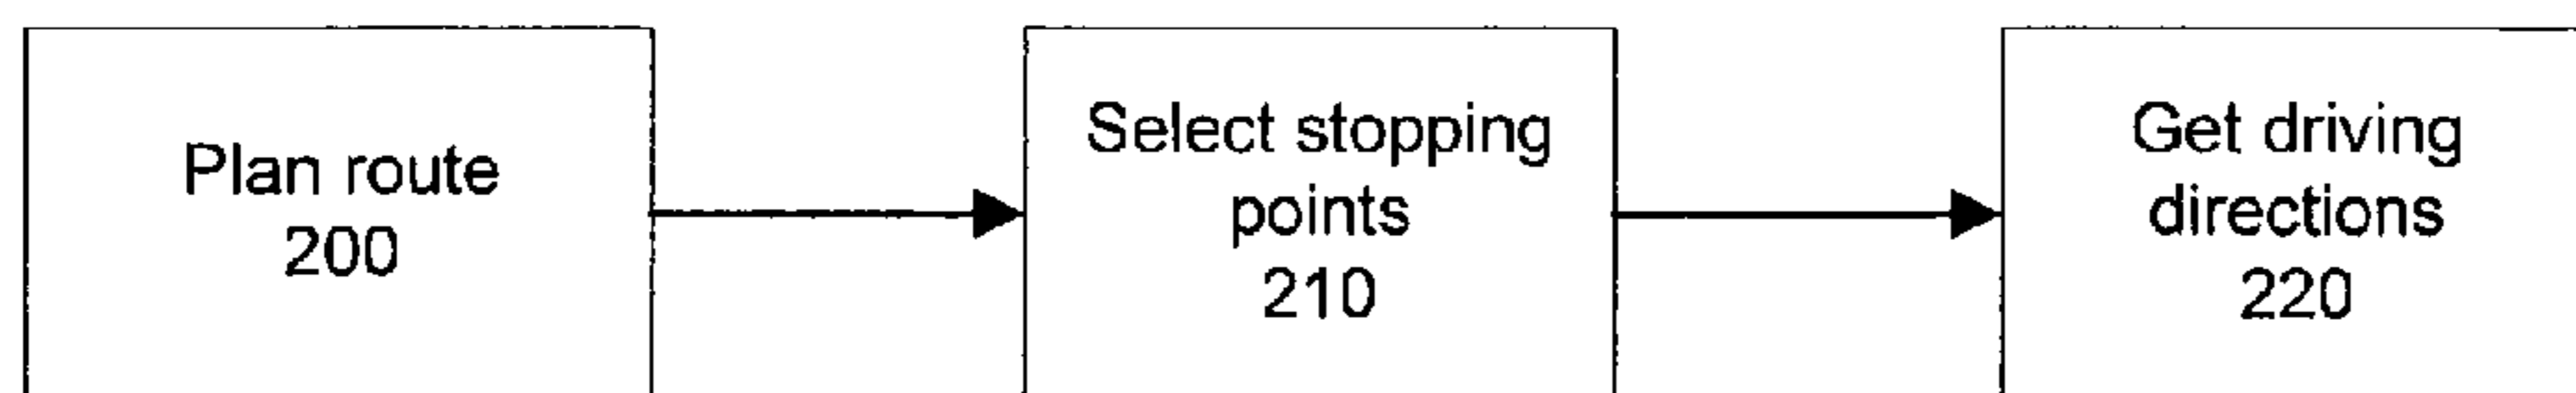 Plan route
200
Select stopping
points
210
Get driving
directions
220